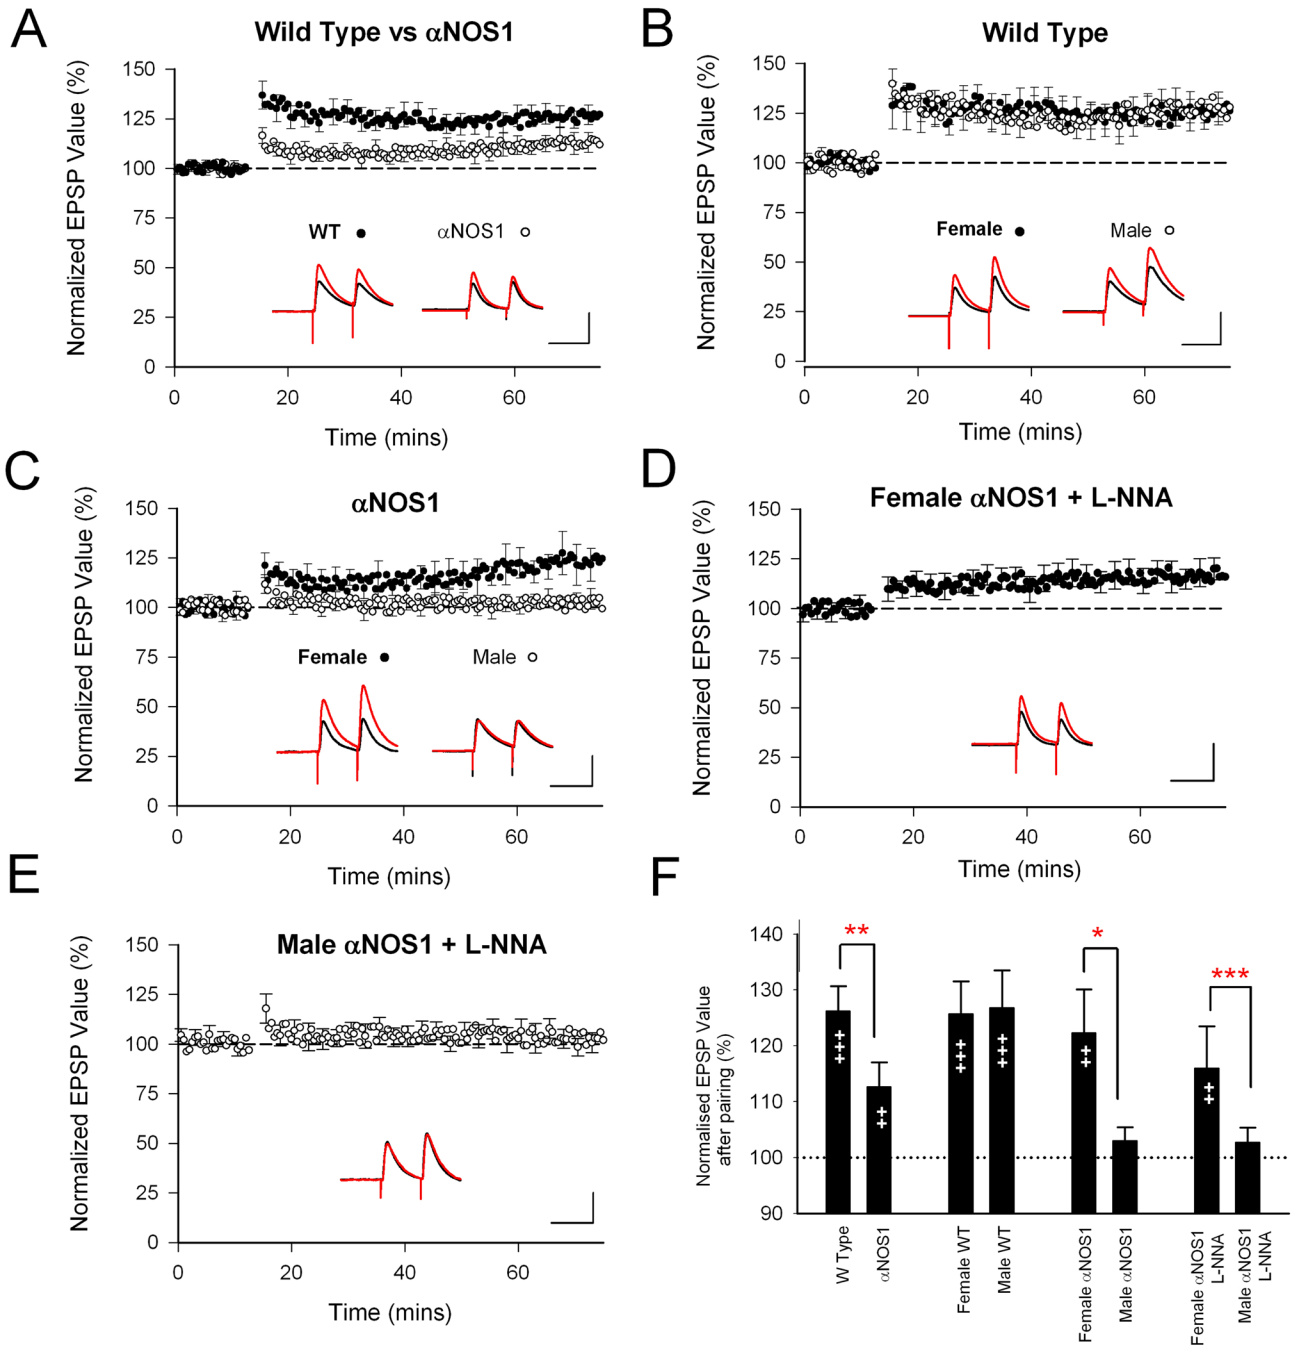 A
Wild Type vs αNOS1
Normalized EPSP Value (%)
150
125
100
75
50
25
0
WT ●
αNOS1 ○
0
20
40
60
Time (mins)
B
Wild Type
Normalized EPSP Value (%)
150
125
100
75
50
25
0
Female ●
Male ○
0
20
40
60
Time (mins)
C
αNOS1
Normalized EPSP Value (%)
150
125
100
75
50
25
0
Female ●
Male ○
0
20
40
60
Time (mins)
D
Female αNOS1 + L-NNA
Normalized EPSP Value (%)
150
125
100
75
50
25
0
0
20
40
60
Time (mins)
E
Male αNOS1 + L-NNA
Normalized EPSP Value (%)
150
125
100
75
50
25
0
0
20
40
60
Time (mins)
F
Normalised EPSP Value
after pairing (%)
140
130
120
110
100
90
**
*
***
+++
++
+++
+++
++
++
W Type
αNOS1
Female WT
Male WT
Female αNOS1
Male αNOS1
Female αNOS1
L-NNA
Male αNOS1
L-NNA